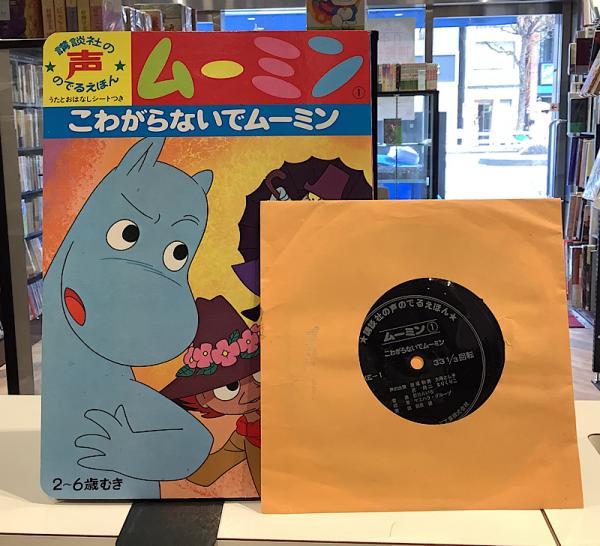 講談社の
声
のでるえほん
うたとおはなしシートつき
ムーミン
①
こわがらないでムーミン
2~6歳むき
★講談社の声のでるえほん★
ムーミン①
こわがらないでムーミン
33 1/3回転